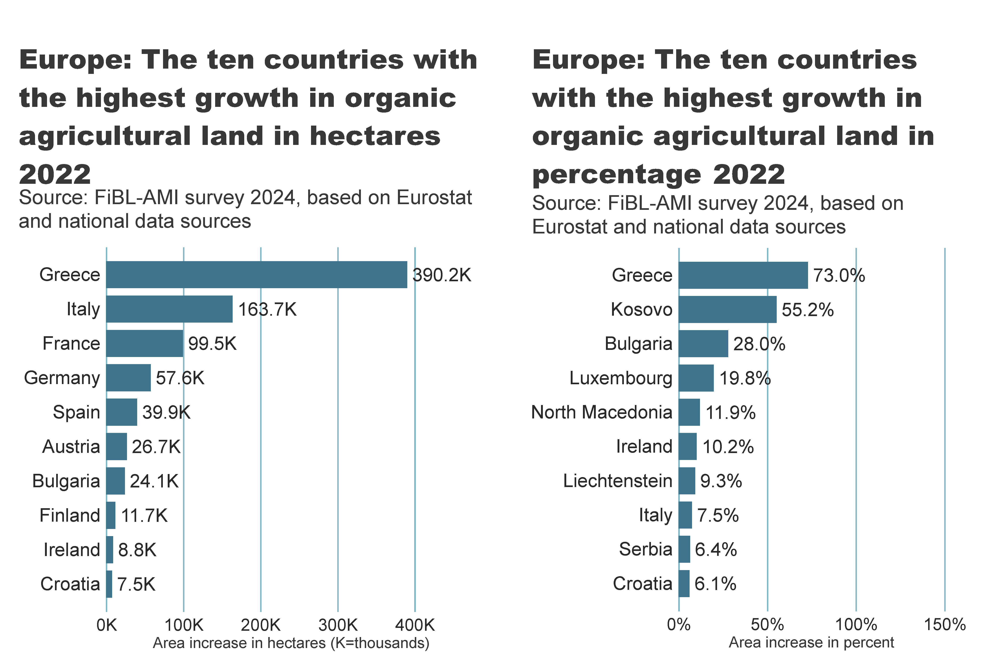 Europe: The ten countries with
the highest growth in organic
agricultural land in hectares
2022
Source: FiBL-AMI survey 2024, based on Eurostat
and national data sources
Greece 390.2K
Italy 163.7K
France 99.5K
Germany 57.6K
Spain 39.9K
Austria 26.7K
Bulgaria 24.1K
Finland 11.7K
Ireland 8.8K
Croatia 7.5K
0K 100K 200K 300K 400K
Area increase in hectares (K=thousands)
Europe: The ten countries
with the highest growth in
organic agricultural land in
percentage 2022
Source: FiBL-AMI survey 2024, based on
Eurostat and national data sources
Greece 73.0%
Kosovo 55.2%
Bulgaria 28.0%
Luxembourg 19.8%
North Macedonia 11.9%
Ireland 10.2%
Liechtenstein 9.3%
Italy 7.5%
Serbia 6.4%
Croatia 6.1%
0% 50% 100% 150%
Area increase in percent